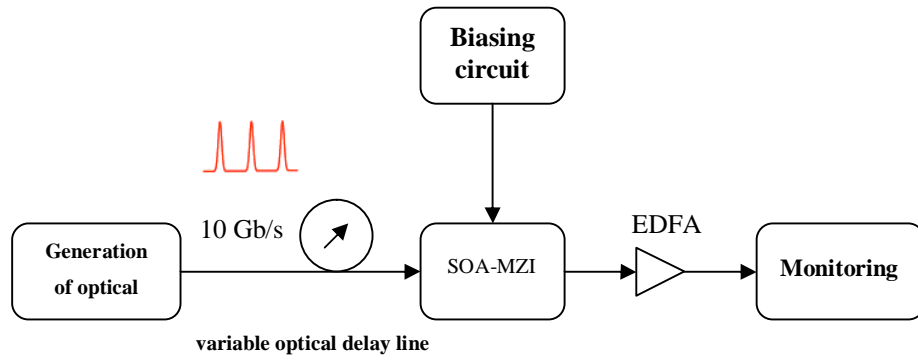 Biasing
circuit
10 Gb/s
EDFA
Generation
of optical
SOA-MZI
Monitoring
variable optical delay line